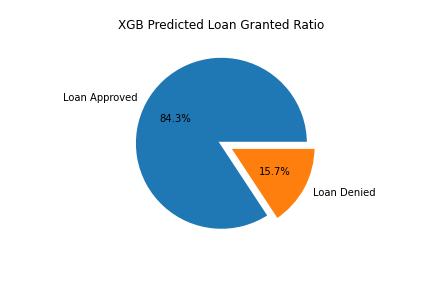 XGB Predicted Loan Granted Ratio
Loan Approved
84.3%
15.7%
Loan Denied